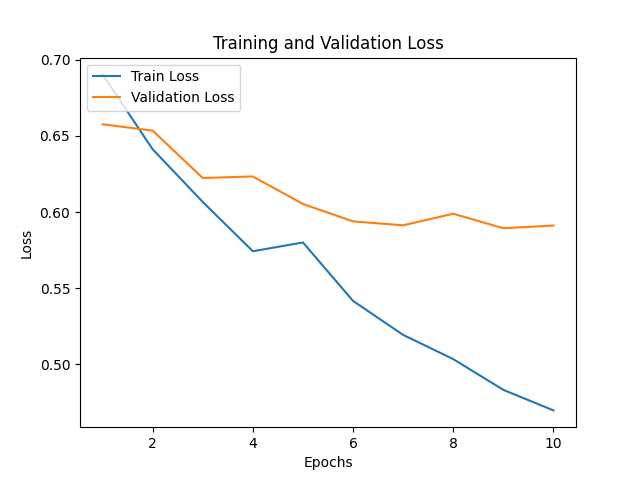 Training and Validation Loss
Train Loss
Validation Loss
0.70
0.65
0.60
0.55
0.50
Loss
2 4 6 8 10
Epochs